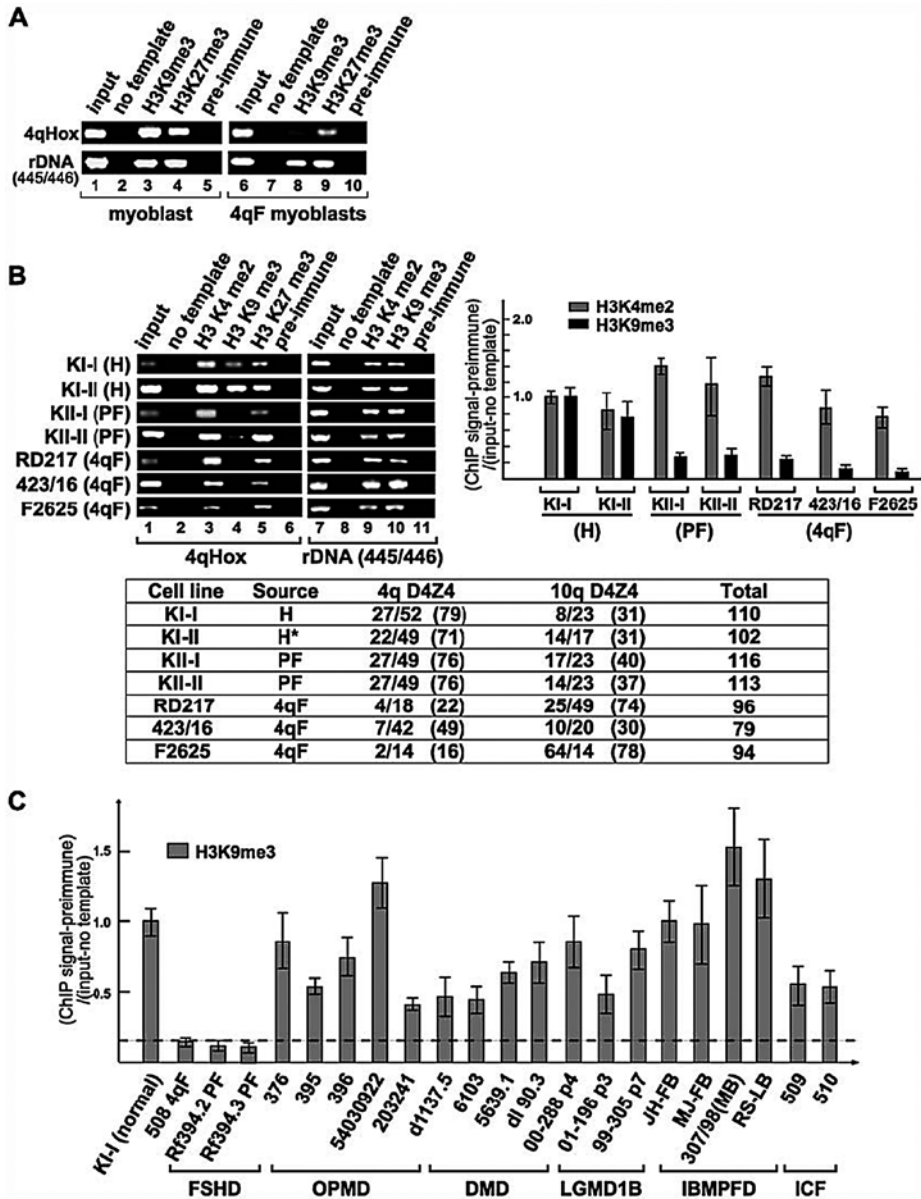 A
input
no template
H3K9me3
H3K27me3
pre-immune
input
no template
H3K9me3
H3K27me3
pre-immune
4qHox
rDNA
(445/446)
1 2 3 4 5 6 7 8 9 10
myoblast 4qF myoblasts
B
input
no template
H3 K4 me2
H3 K9 me3
H3 K27 me3
pre-immune
input
no template
H3 K4 me2
H3 K9 me3
pre-immune
KI-I (H)
KI-II (H)
KII-I (PF)
KII-II (PF)
RD217 (4qF)
423/16 (4qF)
F2625 (4qF)
1 2 3 4 5 6 7 8 9 10 11
4qHox rDNA (445/446)
(ChIP signal-preimmune)
/(input-no template)
2.0
1.0
H3K4me2
H3K9me3
KI-I KI-II KII-I KII-II RD217 423/16 F2625
(H) (PF) (4qF)
Cell line Source 4q D4Z4 10q D4Z4 Total
KI-I H 27/52 (79) 8/23 (31) 110
KI-II H* 22/49 (71) 14/17 (31) 102
KII-I PF 27/49 (76) 17/23 (40) 116
KII-II PF 27/49 (76) 14/23 (37) 113
RD217 4qF 4/18 (22) 25/49 (74) 96
423/16 4qF 7/42 (49) 10/20 (30) 79
F2625 4qF 2/14 (16) 64/14 (78) 94
C
(ChIP signal-preimmune)
/(input-no template)
1.5
1.0
0.5
H3K9me3
KI-I (normal)
508 4qF
Rf394.2 PF
Rf394.3 PF
376
395
396
54030922
203241
d1137.5
6103
5639.1
dl 90.3
00-288 p4
01-196 p3
99-305 p7
JH-FB
MJ-FB
307/98(MB)
RS-LB
509
510
FSHD OPMD DMD LGMD1B IBMPFD ICF